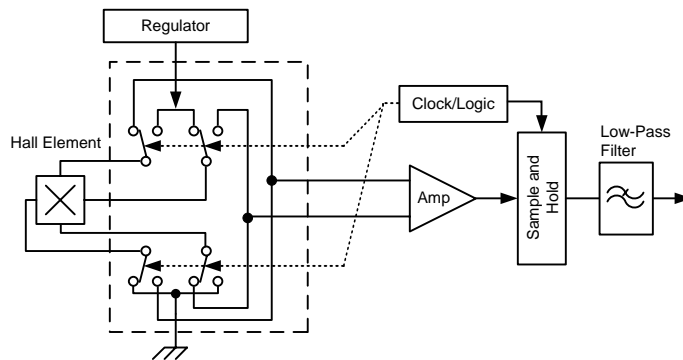 Regulator
Clock/Logic
Hall Element
Low-Pass
Filter
Amp
Sample and
Hold